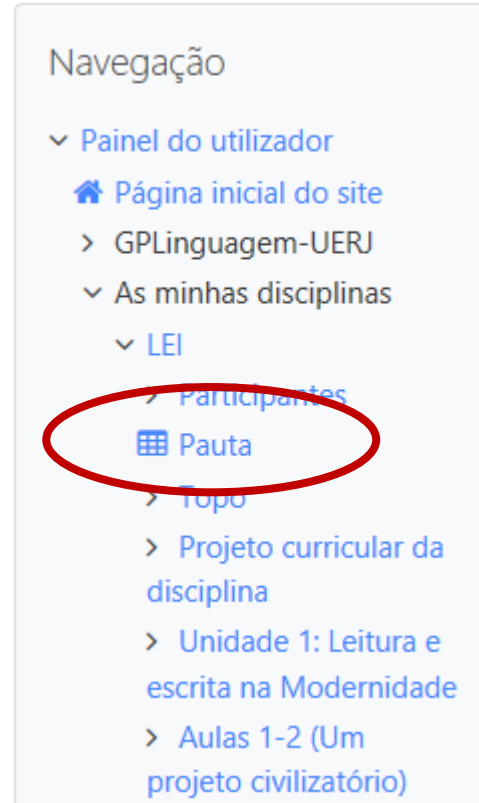 Navegação
Painel do utilizador
Página inicial do site
GPLinguagem-UERJ
As minhas disciplinas
LEI
Participantes
Pauta
Topo
Projeto curricular da
disciplina
Unidade 1: Leitura e
escrita na Modernidade
Aulas 1-2 (Um
projeto civilizatório)